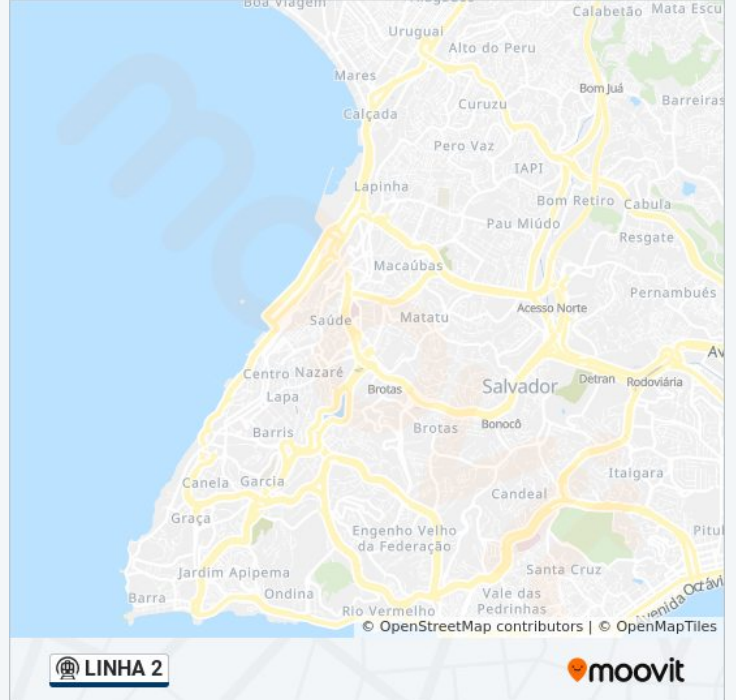 Boa Viagem
Calabetão Mata Escu
Uruguai
Alto do Peru
Mares
Bom Juá
Curuzu
Barreiras
Calçada
Pero Vaz
IAPI
Lapinha
Bom Retiro Cabula
Pau Miúdo
Resgate
Macaúbas
Pernambués
Acesso Norte
Saúde
Matatu
Av
Centro Nazaré
Detran Rodoviária
Brotas
Salvador
Lapa
Bonocô
Barris
Brotas
Itaigara
Canela Garcia
Candeal
Graça
Engenho Velho
da Federação
Pitul
Jardim Apipema
Santa Cruz
Barra
Ondina
Vale das
Pedrinhas
Rio Vermelho
Avenida Octávi
© OpenStreetMap contributors | © OpenMapTiles
LINHA 2
moovit